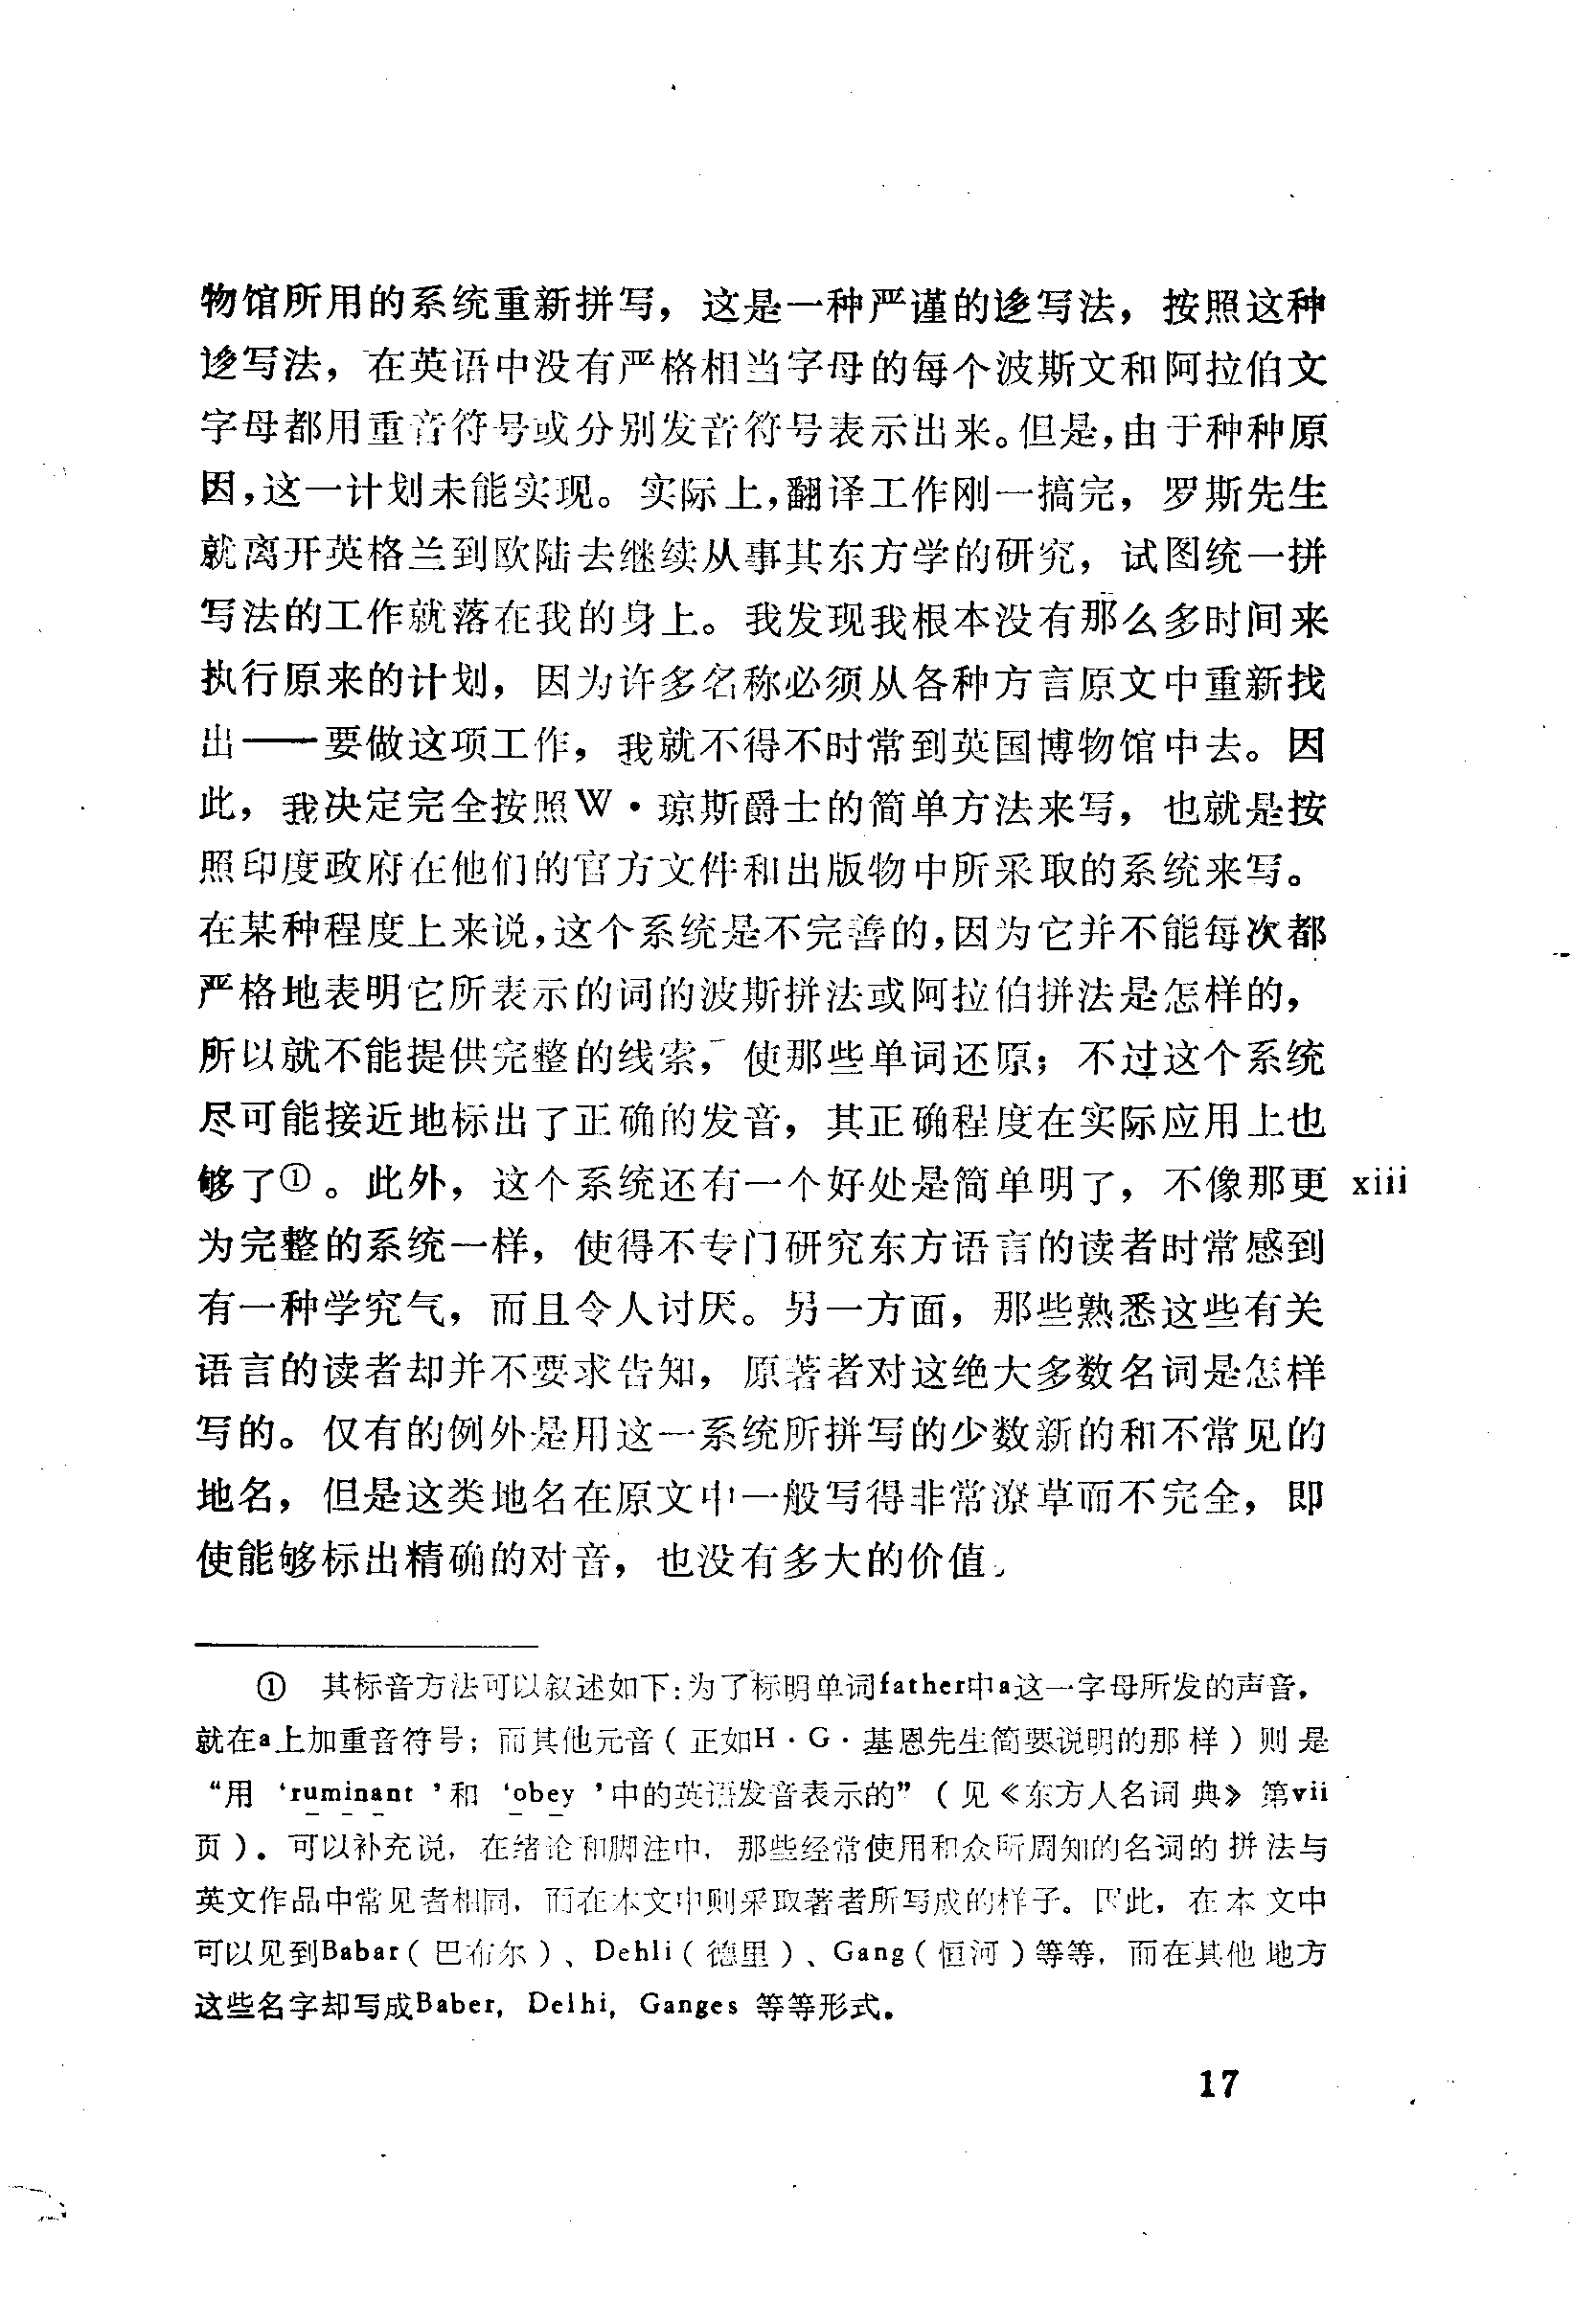 物馆所用的系统重新拼写，这是一种严谨的迻写法，按照这种
迻写法，在英语中没有严格相当字母的每个波斯文和阿拉伯文
字母都用重音符号或分别发音符号表示出来。但是，由于种种原
因，这一计划未能实现。实际上，翻译工作刚一搞完，罗斯先生
就离开英格兰到欧陆去继续从事其东方学的研究，试图统一拼
写法的工作就落在我的身上。我发现我根本没有那么多时间来
执行原来的计划，因为许多名称必须从各种方言原文中重新找
出——要做这项工作，我就不得不时常到英国博物馆中去。因
此，我决定完全按照W·琼斯爵士的简单方法来写，也就是按
照印度政府在他们的官方文件和出版物中所采取的系统来写。
在某种程度上来说，这个系统是不完善的，因为它并不能每次都
严格地表明它所表示的词的波斯拼法或阿拉伯拼法是怎样的，
所以就不能提供完整的线索，使那些单词还原；不过这个系统
尽可能接近地标出了正确的发音，其正确程度在实际应用上也
够了①。此外，这个系统还有一个好处是简单明了，不像那更 xiii
为完整的系统一样，使得不专门研究东方语言的读者时常感到
有一种学究气，而且令人讨厌。另一方面，那些熟悉这些有关
语言的读者却并不要求告知，原著者对这绝大多数名词是怎样
写的。仅有的例外是用这一系统所拼写的少数新的和不常见的
地名，但是这类地名在原文中一般写得非常潦草而不完全，即
使能够标出精确的对音，也没有多大的价值。
① 其标音方法可以叙述如下：为了标明单词father中a这一字母所发的声音，
就在a上加重音符号；而其他元音（正如H·G·基恩先生简要说明的那样）则是
“用‘ruminant’和‘obey’中的英语发音表示的”（见《东方人名词典》第vii
页）。可以补充说，在绪论和脚注中，那些经常使用和众所周知的名词的拼法与
英文作品中常见者相同，而在本文中则采取著者所写成的样子。因此，在本文中
可以见到Babar（巴布尔）、Dehli（德里）、Gang（恒河）等等，而在其他地方
这些名字却写成Baber，Delhi，Ganges 等等形式。
17